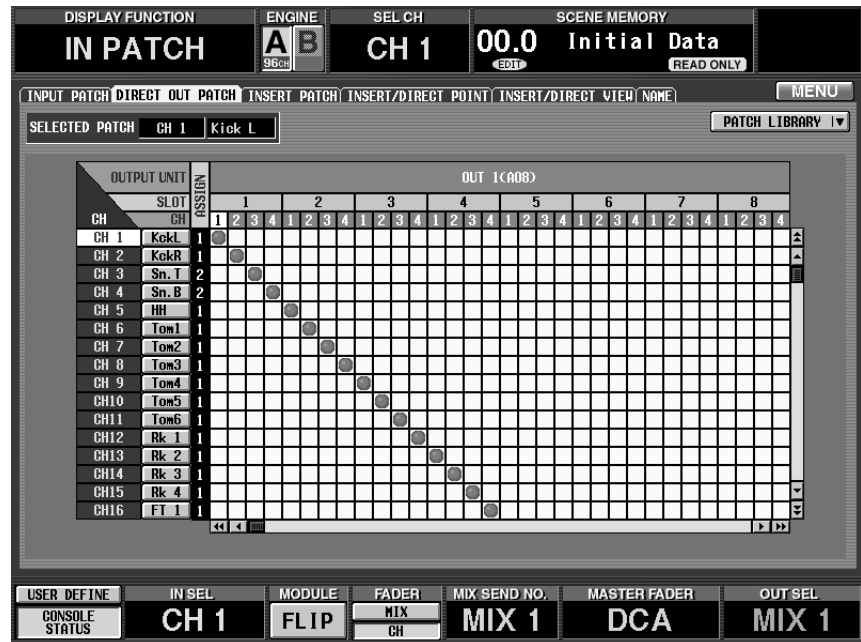 DISPLAY FUNCTION ENGINE SEL CH SCENE MEMORY
IN PATCH A B CH 1 00.0 Initial Data
96CH EDIT READ ONLY
INPUT PATCH DIRECT OUT PATCH INSERT PATCH INSERT/DIRECT POINT INSERT/DIRECT VIEW NAME MENU
SELECTED PATCH CH 1 Kick L PATCH LIBRARY
OUTPUT UNIT ASSIGN OUT 1(AO8)
SLOT 1 2 3 4 5 6 7 8
CH CH 1 2 3 4 1 2 3 4 1 2 3 4 1 2 3 4 1 2 3 4 1 2 3 4 1 2 3 4 1 2 3 4
CH 1 KckL 1
CH 2 KckR 1
CH 3 Sn.T 2
CH 4 Sn.B 2
CH 5 HH 1
CH 6 Tom1 1
CH 7 Tom2 1
CH 8 Tom3 1
CH 9 Tom4 1
CH10 Tom5 1
CH11 Tom6 1
CH12 Rk 1 1
CH13 Rk 2 1
CH14 Rk 3 1
CH15 Rk 4 1
CH16 FT 1 1
USER DEFINE IN SEL MODULE FADER MIX SEND NO. MASTER FADER OUT SEL
CONSOLE STATUS CH 1 FLIP MIX CH MIX 1 DCA MIX 1